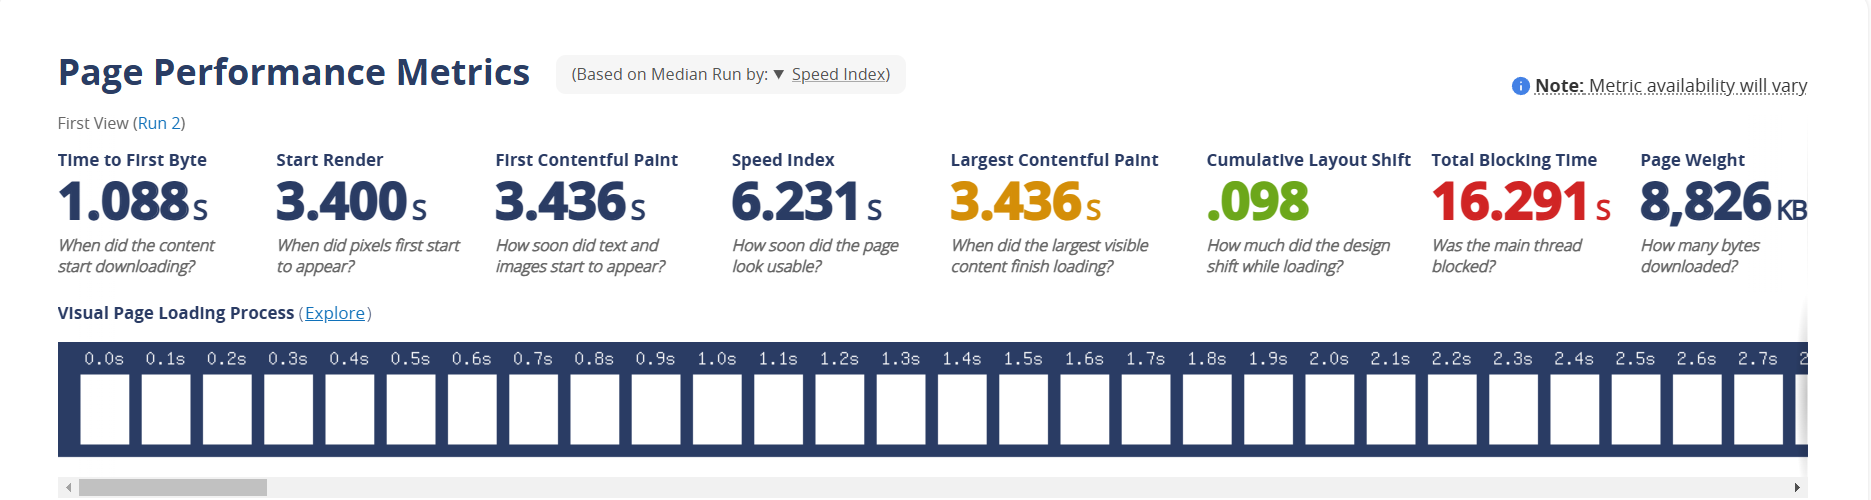 Page Performance Metrics (Based on Median Run by: ▼ Speed Index)
Note: Metric availability will vary
First View (Run 2)
Time to First Byte
1.088 S
When did the content
start downloading?
Start Render
3.400 S
When did pixels first start
to appear?
First Contentful Paint
3.436 S
How soon did text and
images start to appear?
Speed Index
6.231 S
How soon did the page
look usable?
Largest Contentful Paint
3.436 S
When did the largest visible
content finish loading?
Cumulative Layout Shift
.098
How much did the design
shift while loading?
Total Blocking Time
16.291 S
Was the main thread
blocked?
Page Weight
8,826 KB
How many bytes
downloaded?
Visual Page Loading Process (Explore)
0.0s 0.1s 0.2s 0.3s 0.4s 0.5s 0.6s 0.7s 0.8s 0.9s 1.0s 1.1s 1.2s 1.3s 1.4s 1.5s 1.6s 1.7s 1.8s 1.9s 2.0s 2.1s 2.2s 2.3s 2.4s 2.5s 2.6s 2.7s